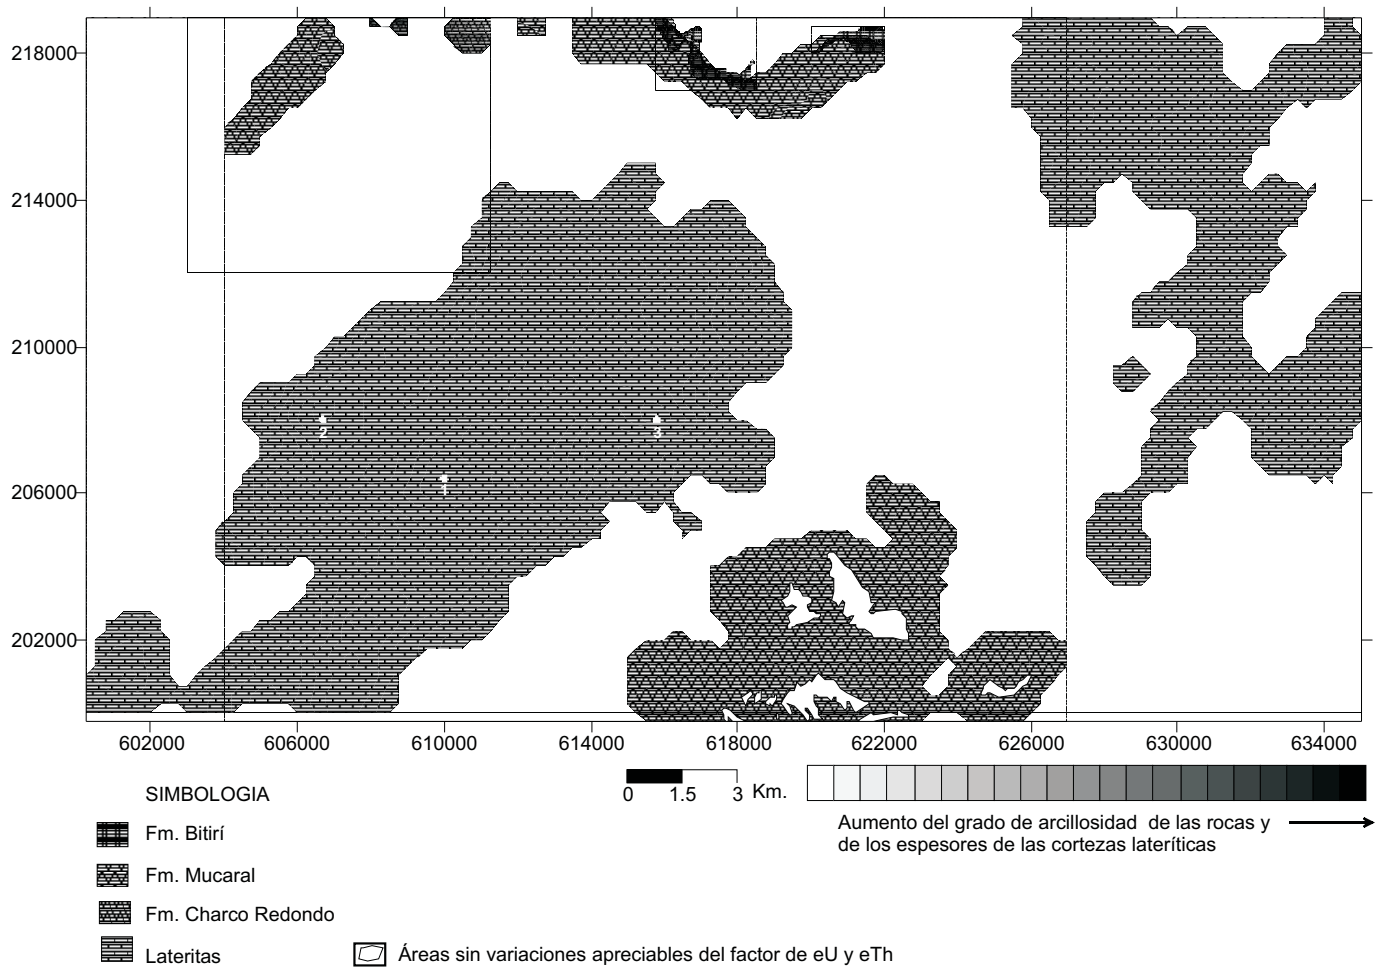 218000
214000
210000
206000
202000
2
3
1
602000 606000 610000 614000 618000 622000 626000 630000 634000
0 1.5 3 Km.
SIMBOLOGIA
Fm. Bitirí
Fm. Mucaral
Fm. Charco Redondo
Lateritas
Aumento del grado de arcillosidad de las rocas y
de los espesores de las cortezas lateríticas
Áreas sin variaciones apreciables del factor de eU y eTh